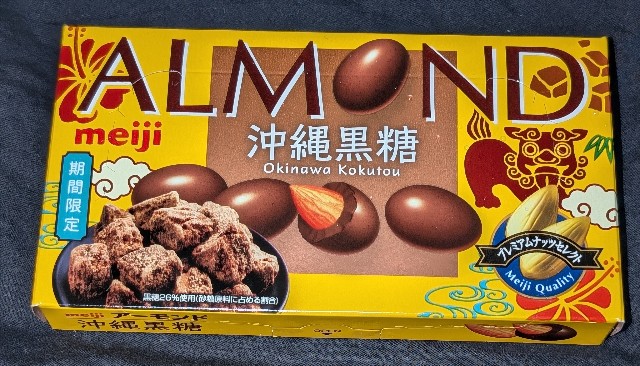 ALMOND
meiji
沖縄黒糖
Okinawa Kokutou
期間限定
プレミアムナッツセレクト
Meiji Quality
黒糖26%使用(砂糖原料に占める割合)
meiji アーモンド
沖縄黒糖